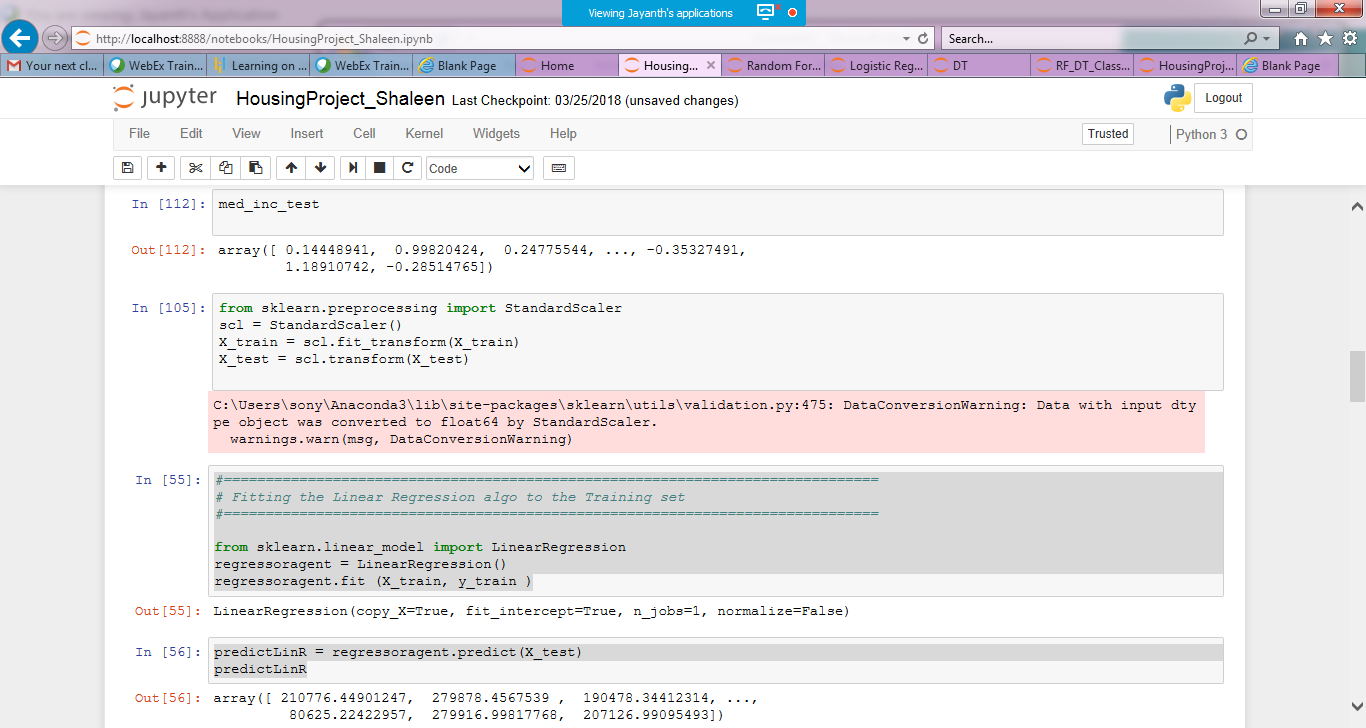 Viewing Jayanth's applications
http://localhost:8888/notebooks/HousingProject_Shaleen.ipynb
Search...
Your next cl... WebEx Train... Learning on ... WebEx Train... Blank Page Home Housing... Random For... Logistic Reg... DT RF_DT_Class... HousingProj... Blank Page
jupyter HousingProject_Shaleen Last Checkpoint: 03/25/2018 (unsaved changes) Logout
File Edit View Insert Cell Kernel Widgets Help Trusted Python 3
Code
In [112]: med_inc_test
Out[112]: array([ 0.14448941,  0.99820424,  0.24775544, ..., -0.35327491,
1.18910742, -0.28514765])
In [105]: from sklearn.preprocessing import StandardScaler
scl = StandardScaler()
X_train = scl.fit_transform(X_train)
X_test = scl.transform(X_test)
C:\Users\sony\Anaconda3\lib\site-packages\sklearn\utils\validation.py:475: DataConversionWarning: Data with input dty
pe object was converted to float64 by StandardScaler.
warnings.warn(msg, DataConversionWarning)
In [55]: #==============================================================================
# Fitting the Linear Regression algo to the Training set
#==============================================================================
from sklearn.linear_model import LinearRegression
regressoragent = LinearRegression()
regressoragent.fit (X_train, y_train )
Out[55]: LinearRegression(copy_X=True, fit_intercept=True, n_jobs=1, normalize=False)
In [56]: predictLinR = regressoragent.predict(X_test)
predictLinR
Out[56]: array([ 210776.44901247,  279878.4567539 ,  190478.34412314, ...,
80625.22422957,  279916.99817768,  207126.99095493])